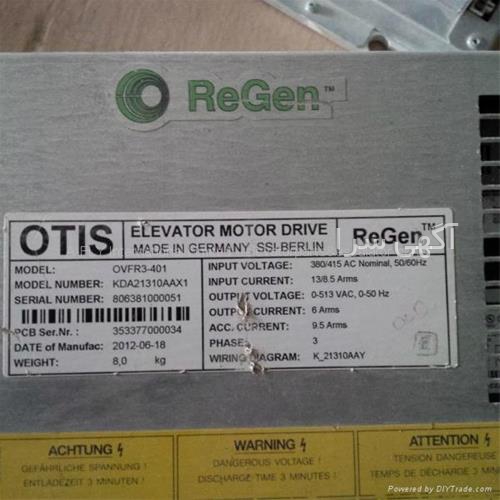 ReGen™
OTIS
ELEVATOR MOTOR DRIVE
MADE IN GERMANY, SSI-BERLIN
ReGen™
آگهی سرا
MODEL: OVFR3-401
MODEL NUMBER: KDA21310AAX1
SERIAL NUMBER: 806381000051
PCB Ser.Nr.: 353377000034
DATE of Manufac: 2012-06-18
WEIGHT: 8,0 kg
INPUT VOLTAGE: 380/415 AC Nominal, 50/60Hz
INPUT CURRENT: 13/8.5 Arms
OUTPUT VOLTAGE: 0-513 VAC, 0-50 Hz
OUTPUT CURRENT: 6 Arms
ACC. CURRENT: 9.5 Arms
PHASE: 3
WIRING DIAGRAM: K_21310AAY
ACHTUNG
GEFÄHRLICHE SPANNUNG !
ENTLADEZEIT 3 MINUTEN !
WARNING
DANGEROUS VOLTAGE !
DISCHARGE TIME 3 MINUTES !
ATTENTION
TENSION DANGEREUSE
TEMPS DE DÉCHARGE 3 MIN
Powered by DIYTrade.com